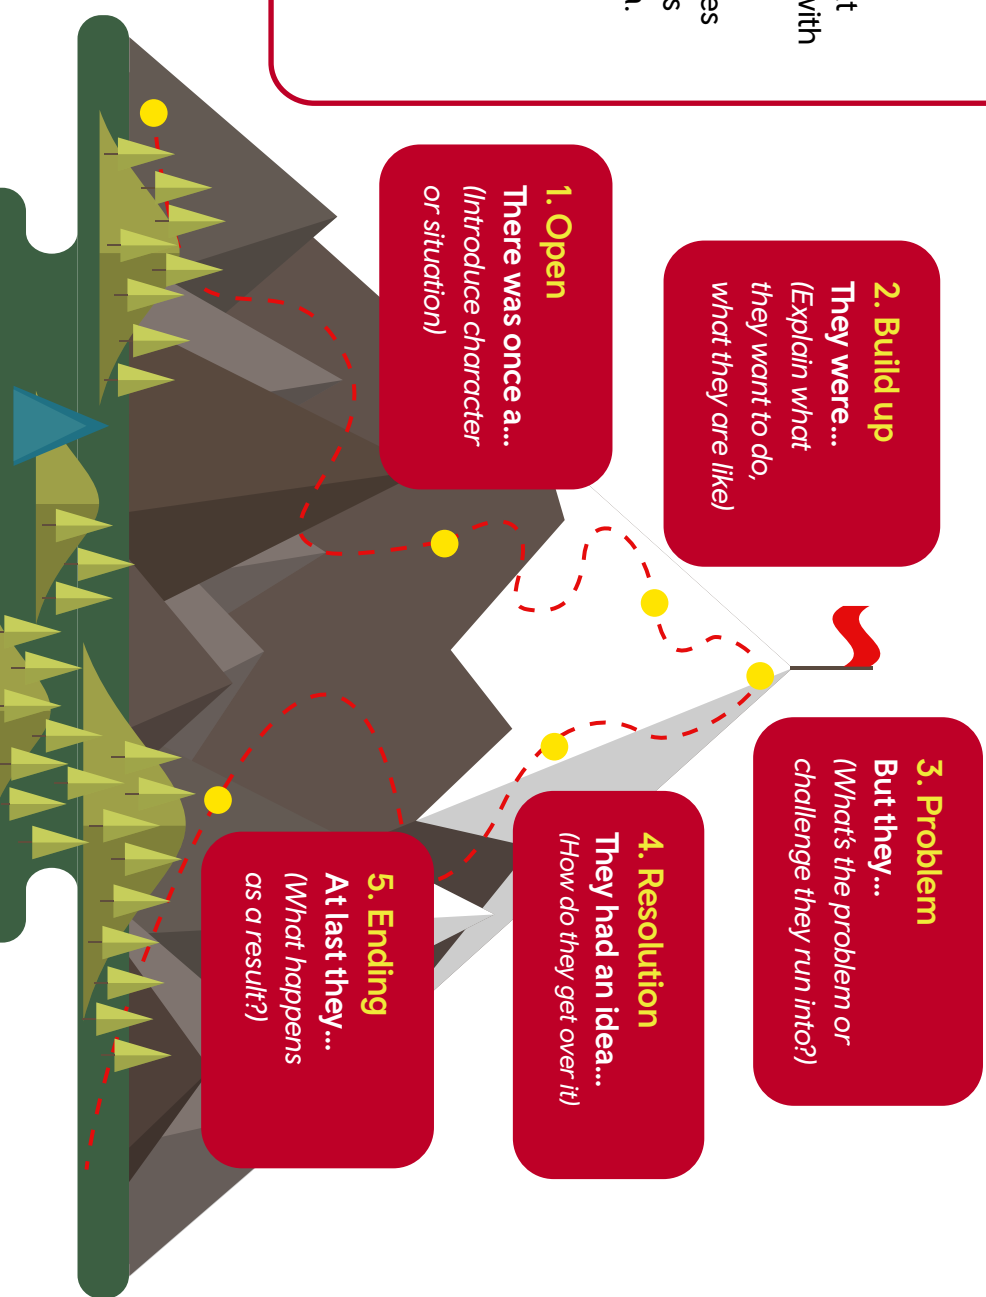 with
1. Open
There was once a...
(Introduce character
or situation)
2. Build up
They were...
(Explain what
they want to do,
what they are like)
3. Problem
But they...
(What's the problem or
challenge they run into?)
4. Resolution
They had an idea...
(How do they get over it)
5. Ending
At last they...
(What happens
as a result?)